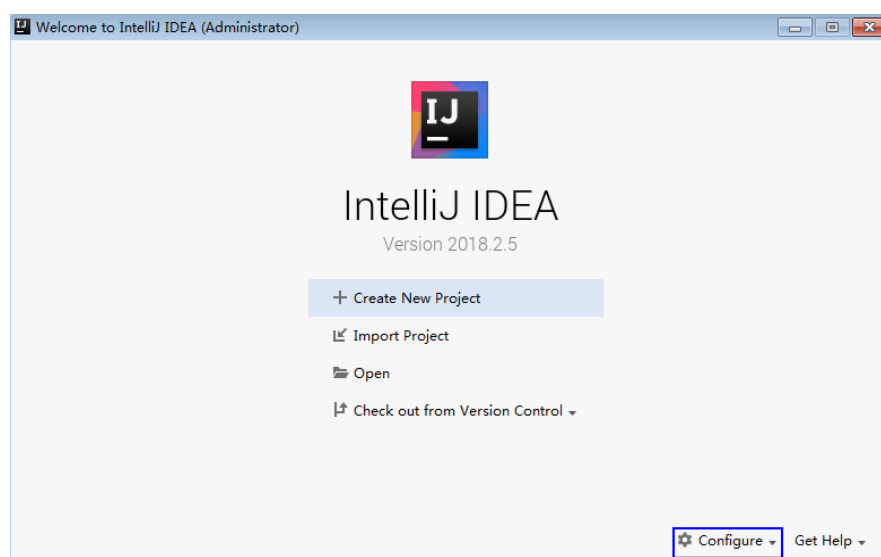 Welcome to IntelliJ IDEA (Administrator)
IJ
IntelliJ IDEA
Version 2018.2.5
Create New Project
Import Project
Open
Check out from Version Control
Configure
Get Help